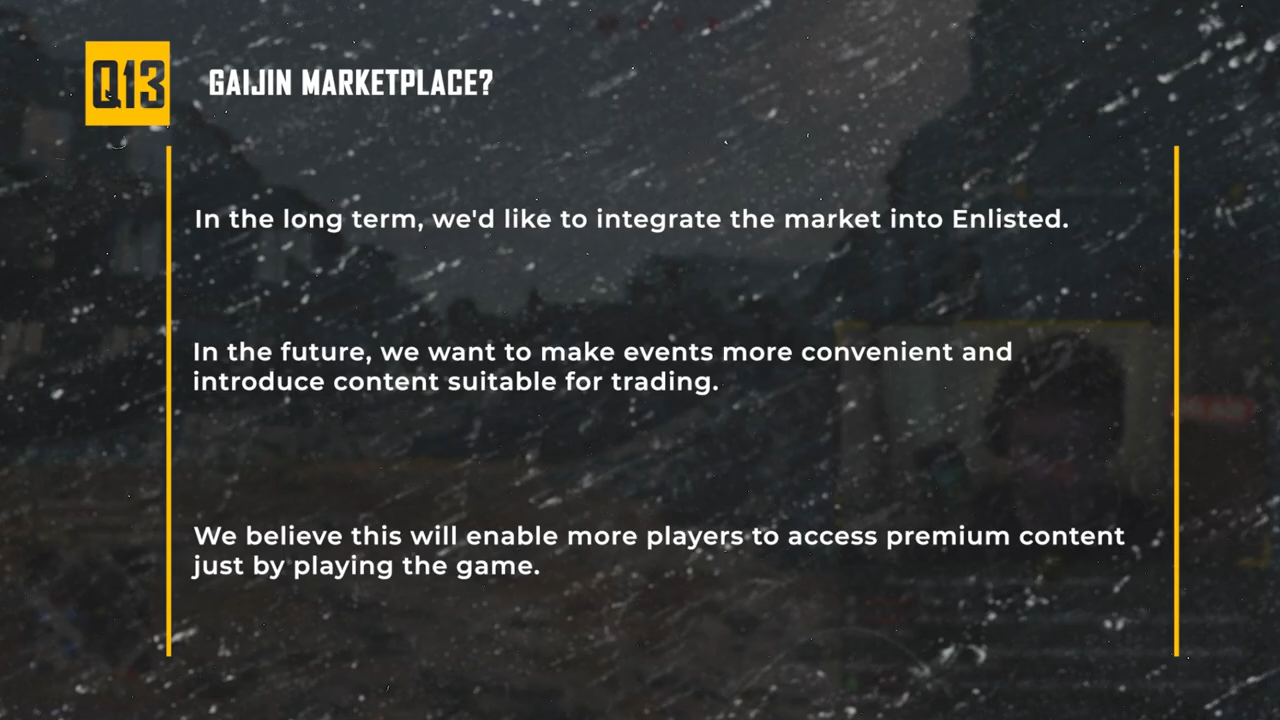 Q13
GAIJIN MARKETPLACE?
In the long term, we'd like to integrate the market into Enlisted.
In the future, we want to make events more convenient and
introduce content suitable for trading.
We believe this will enable more players to access premium content
just by playing the game.